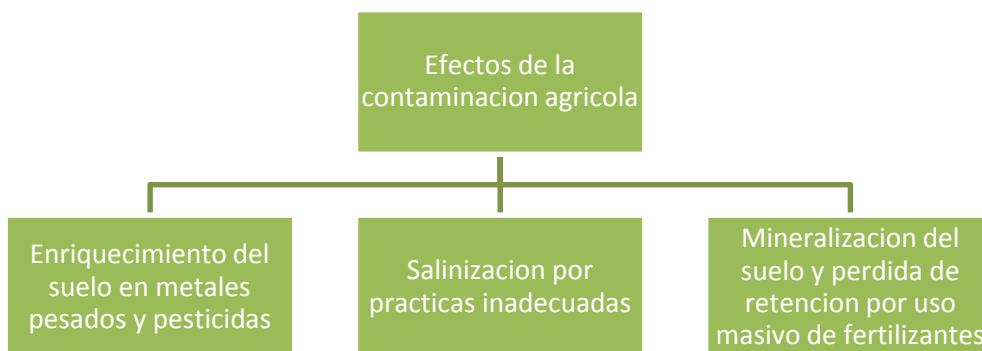 Efectos de la
contaminacion agricola
Enriquecimiento del
suelo en metales
pesados y pesticidas
Salinizacion por
practicas inadecuadas
Mineralizacion del
suelo y perdida de
retencion por uso
masivo de fertilizantes